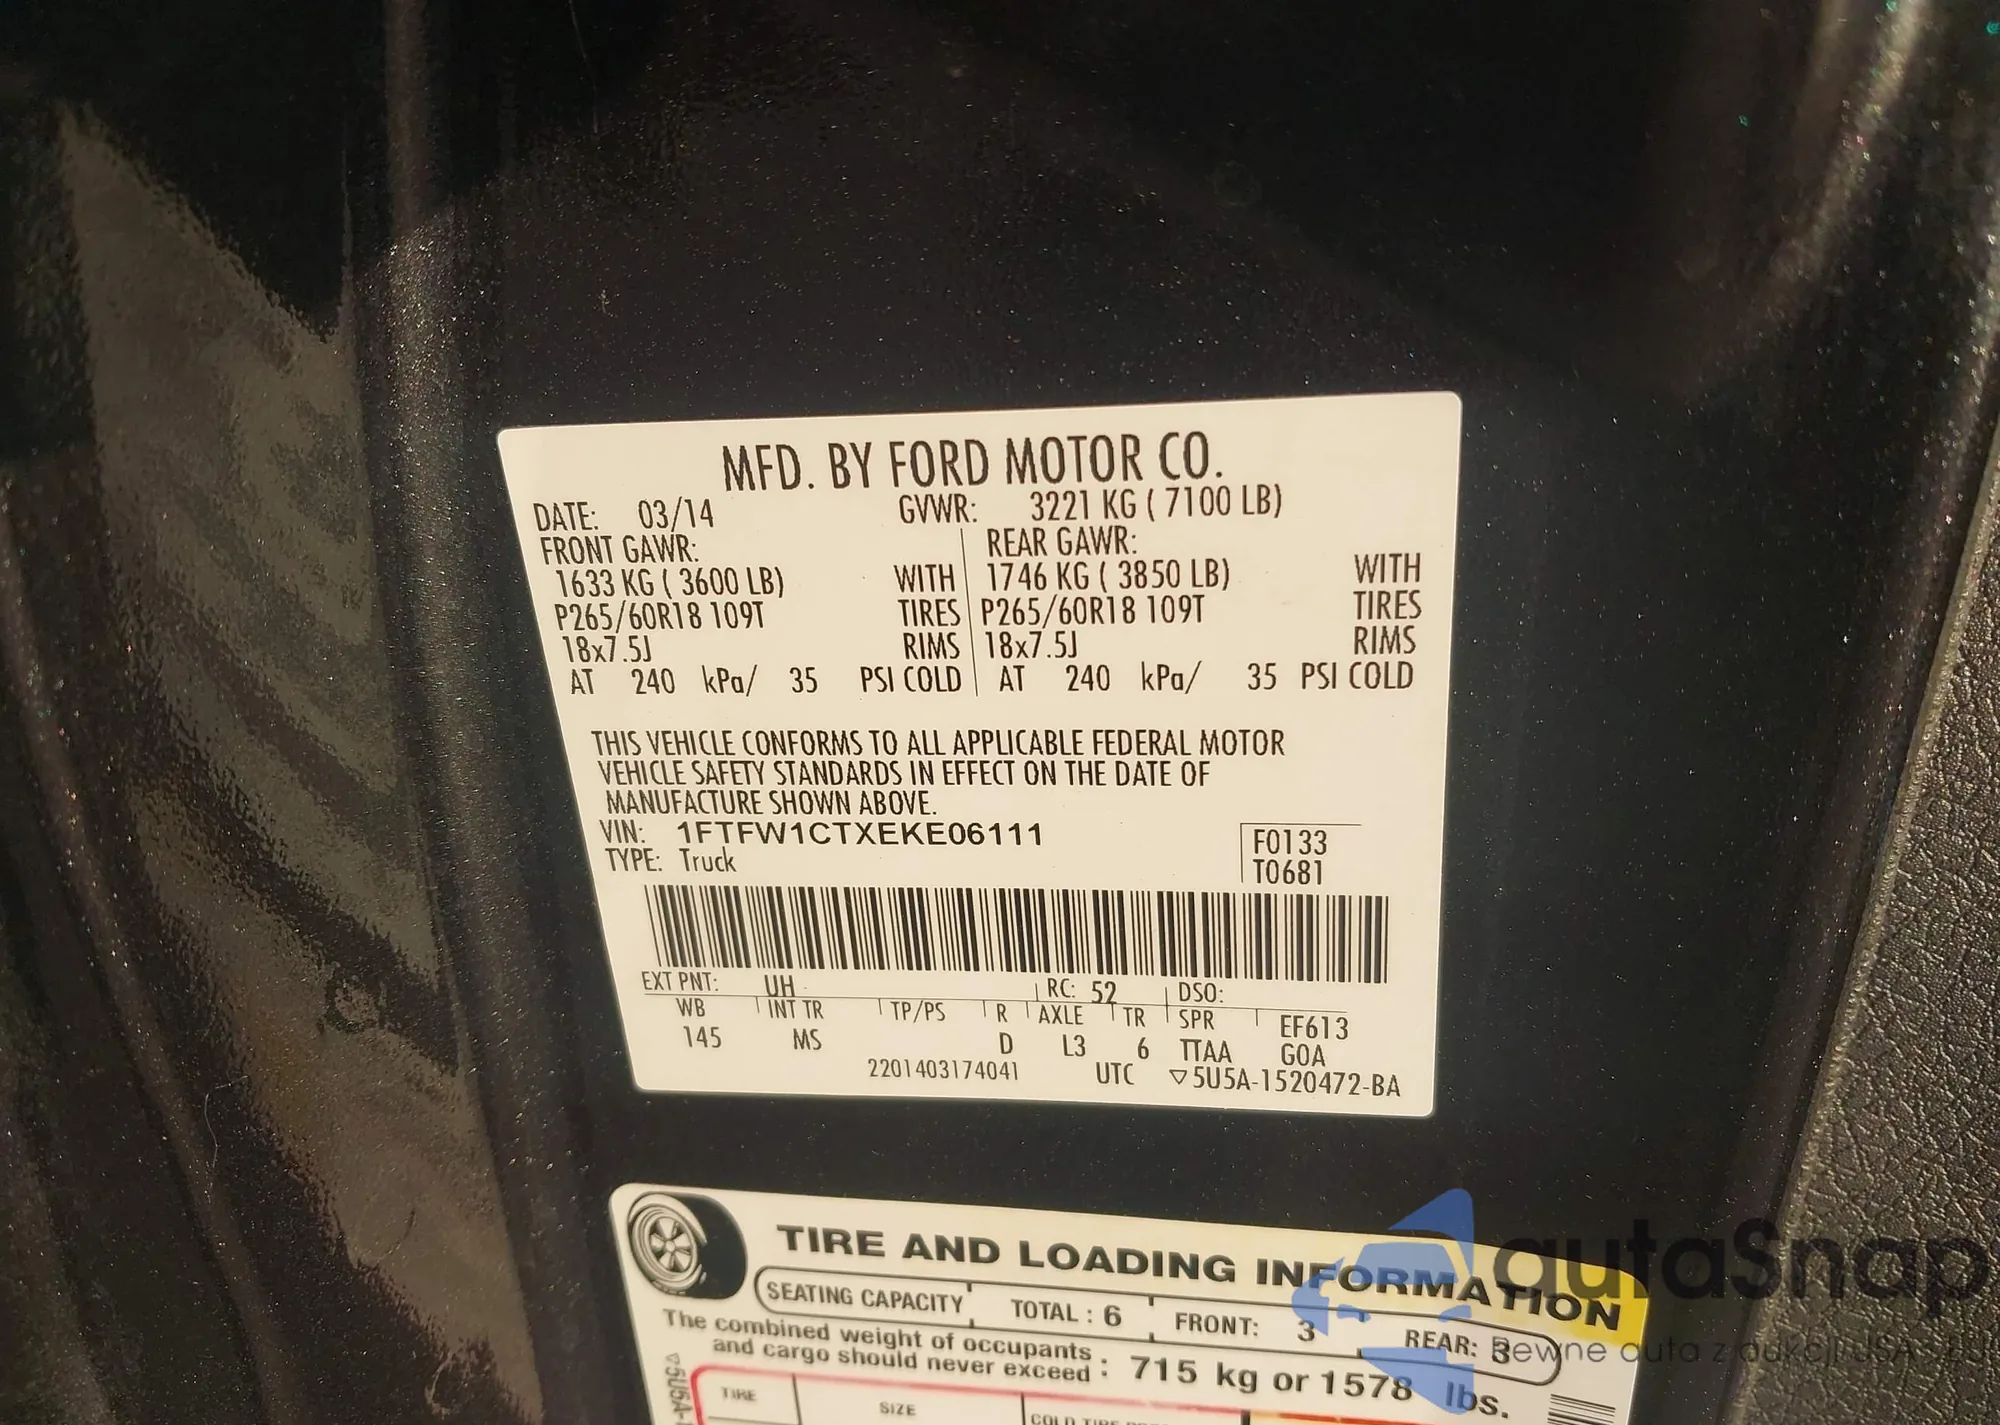 MFD. BY FORD MOTOR CO.
DATE: 03/14 GVWR: 3221 KG ( 7100 LB)
FRONT GAWR: REAR GAWR:
1633 KG ( 3600 LB) WITH 1746 KG ( 3850 LB) WITH
P265/60R18 109T TIRES P265/60R18 109T TIRES
18x7.5J RIMS 18x7.5J RIMS
AT 240 kPa/ 35 PSI COLD AT 240 kPa/ 35 PSI COLD
THIS VEHICLE CONFORMS TO ALL APPLICABLE FEDERAL MOTOR
VEHICLE SAFETY STANDARDS IN EFFECT ON THE DATE OF
MANUFACTURE SHOWN ABOVE.
VIN: 1FTFW1CTXEKE06111 F0133
TYPE: Truck T0681
EXT PNT: UH RC: 52 DSO:
WB INT TR TP/PS R AXLE TR SPR EF613
145 MS D L3 6 TTAA GOA
2201403174041 UTC ▽5U5A-1520472-BA
TIRE AND LOADING INFORMATION
SEATING CAPACITY TOTAL : 6 FRONT: 3 REAR: 3
The combined weight of occupants
and cargo should never exceed : 715 kg or 1578 lbs.
TIRE SIZE
▽5U5A-
autaSnap
Pewne auta z aukcji USA